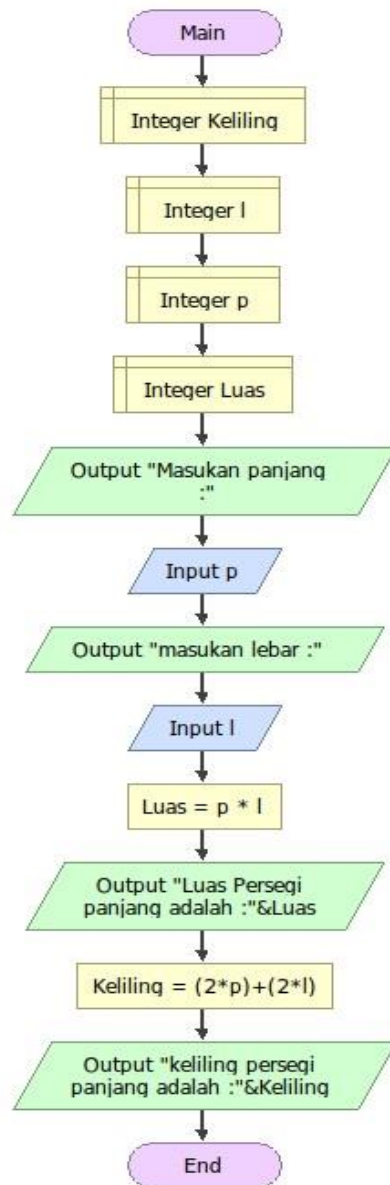 Main
Integer Keliling
Integer l
Integer p
Integer Luas
Output "Masukan panjang
:"
Input p
Output "masukan lebar :"
Input l
Luas = p * l
Output "Luas Persegi
panjang adalah :"&Luas
Keliling = (2*p)+(2*l)
Output "keliling persegi
panjang adalah :"&Keliling
End